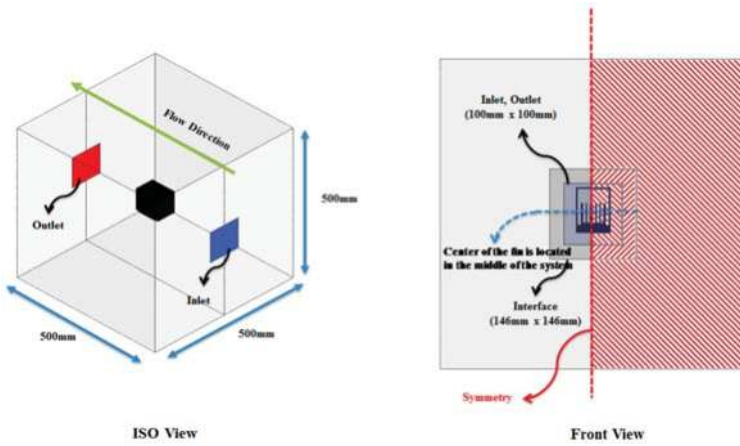 Flow Direction
Outlet
Inlet
500mm
500mm
500mm
ISO View
Inlet, Outlet
(100mm x 100mm)
Center of the fin is located
in the middle of the system
Interface
(146mm x 146mm)
Symmetry
Front View